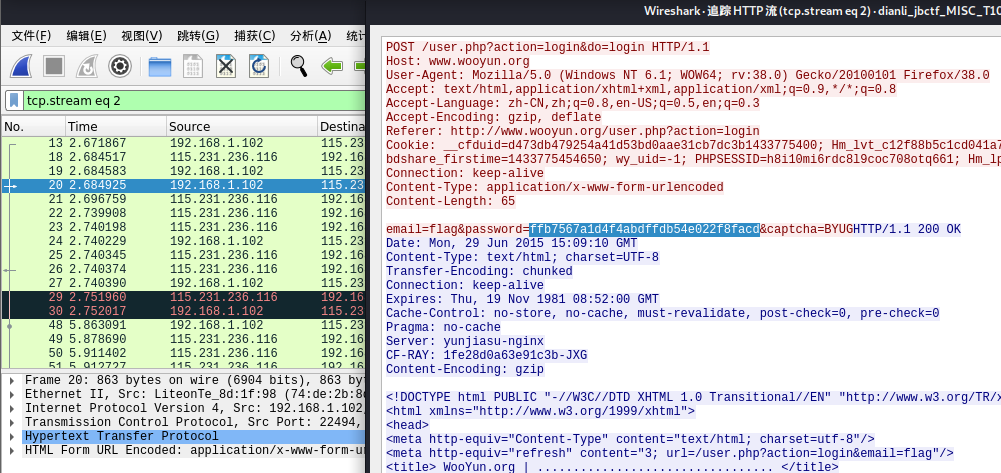 Wireshark · 追踪 HTTP 流 (tcp.stream eq 2) · dianli_jbctf_MISC_T10
文件(F) 编辑(E) 视图(V) 跳转(G) 捕获(C) 分析(A) 统计
tcp.stream eq 2
No. Time Source Destina
13 2.671867 192.168.1.102 115.23
18 2.684517 115.231.236.116 192.16
19 2.684583 192.168.1.102 115.23
20 2.684925 192.168.1.102 115.23
21 2.696759 115.231.236.116 192.16
22 2.739908 115.231.236.116 192.16
23 2.740198 115.231.236.116 192.16
24 2.740229 192.168.1.102 115.23
25 2.740345 115.231.236.116 192.16
26 2.740374 115.231.236.116 192.16
27 2.740390 192.168.1.102 115.23
29 2.751960 115.231.236.116 192.16
30 2.752017 192.168.1.102 115.23
48 5.863091 192.168.1.102 115.23
49 5.878690 115.231.236.116 192.16
50 5.911402 115.231.236.116 192.16
51 5.912727 115.231.236.116 192.16
Frame 20: 863 bytes on wire (6904 bits), 863 byt
Ethernet II, Src: LiteonTe_8d:1f:98 (74:de:2b:8d
Internet Protocol Version 4, Src: 192.168.1.102,
Transmission Control Protocol, Src Port: 22494,
Hypertext Transfer Protocol
HTML Form URL Encoded: application/x-www-form-ur
POST /user.php?action=login&do=login HTTP/1.1
Host: www.wooyun.org
User-Agent: Mozilla/5.0 (Windows NT 6.1; WOW64; rv:38.0) Gecko/20100101 Firefox/38.0
Accept: text/html,application/xhtml+xml,application/xml;q=0.9,*/*;q=0.8
Accept-Language: zh-CN,zh;q=0.8,en-US;q=0.5,en;q=0.3
Accept-Encoding: gzip, deflate
Referer: http://www.wooyun.org/user.php?action=login
Cookie: __cfduid=d473db479254a41d53bd0aae31cb7dc3b1433775400; Hm_lvt_c12f88b5c1cd041a7
bdshare_firstime=1433775454650; wy_uid=-1; PHPSESSID=h8i10mi6rdc8l9coc708otq661; Hm_lp
Connection: keep-alive
Content-Type: application/x-www-form-urlencoded
Content-Length: 65
email=flag&password=ffb7567a1d4f4abdffdb54e022f8facd&captcha=BYUGHTTP/1.1 200 OK
Date: Mon, 29 Jun 2015 15:09:10 GMT
Content-Type: text/html; charset=UTF-8
Transfer-Encoding: chunked
Connection: keep-alive
Expires: Thu, 19 Nov 1981 08:52:00 GMT
Cache-Control: no-store, no-cache, must-revalidate, post-check=0, pre-check=0
Pragma: no-cache
Server: yunjiasu-nginx
CF-RAY: 1fe28d0a63e91c3b-JXG
Content-Encoding: gzip
<!DOCTYPE html PUBLIC "-//W3C//DTD XHTML 1.0 Transitional//EN" "http://www.w3.org/TR/x
<html xmlns="http://www.w3.org/1999/xhtml">
<head>
<meta http-equiv="Content-Type" content="text/html; charset=utf-8"/>
<meta http-equiv="refresh" content="3; url=/user.php?action=login&email=flag"/>
<title> WooYun.org | ................................ </title>